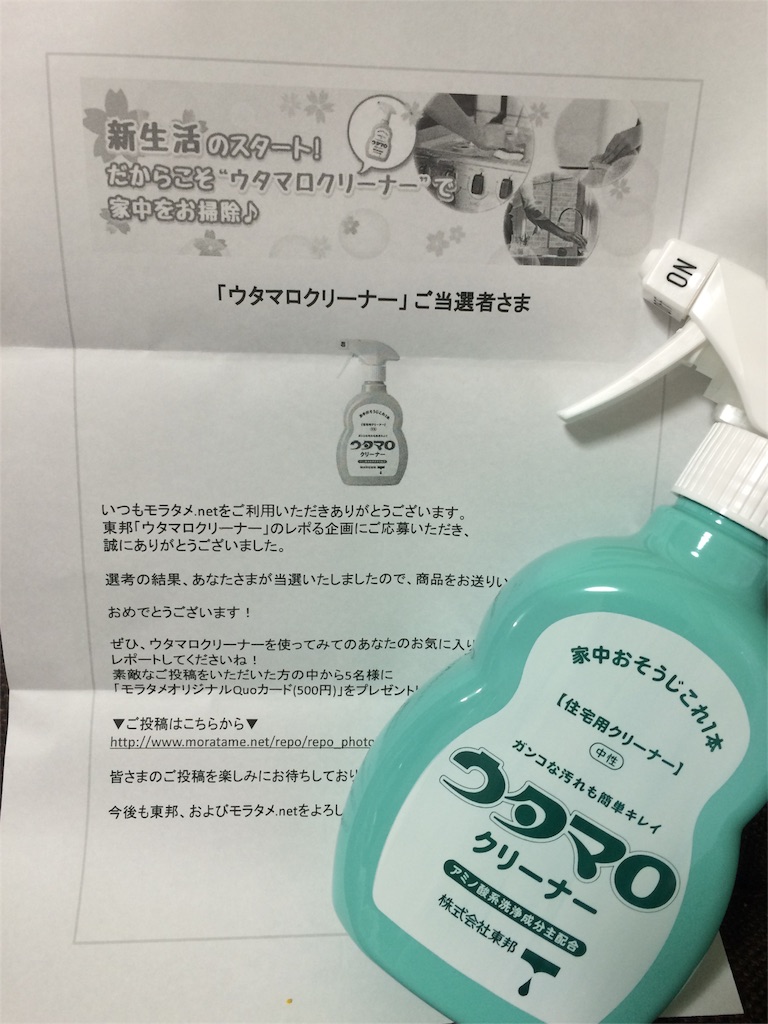 新生活のスタート!
だからこそ“ウタマロクリーナー”で
家中をお掃除♪
「ウタマロクリーナー」ご当選者さま
ウタマロ
クリーナー
いつもモラタメ.netをご利用いただきありがとうございます。
東邦「ウタマロクリーナー」のレポる企画にご応募いただき、
誠にありがとうございました。
選考の結果、あなたさまが当選いたしましたので、商品をお送りい
おめでとうございます!
ぜひ、ウタマロクリーナーを使ってみてのあなたのお気に入り
レポートしてくださいね!
素敵なご投稿をいただいた方の中から5名様に
「モラタメオリジナルQuoカード(500円)」をプレゼント!
▼ご投稿はこちらから▼
http://www.moratame.net/repo/repo_photo
皆さまのご投稿を楽しみにお待ちしており
今後も東邦、およびモラタメ.netをよろし
NO
家中おそうじこれ1本
【住宅用クリーナー】
中性
ガンコな汚れも簡単キレイ
ウタマロ
クリーナー
アミノ酸系洗浄成分主配合
株式会社東邦